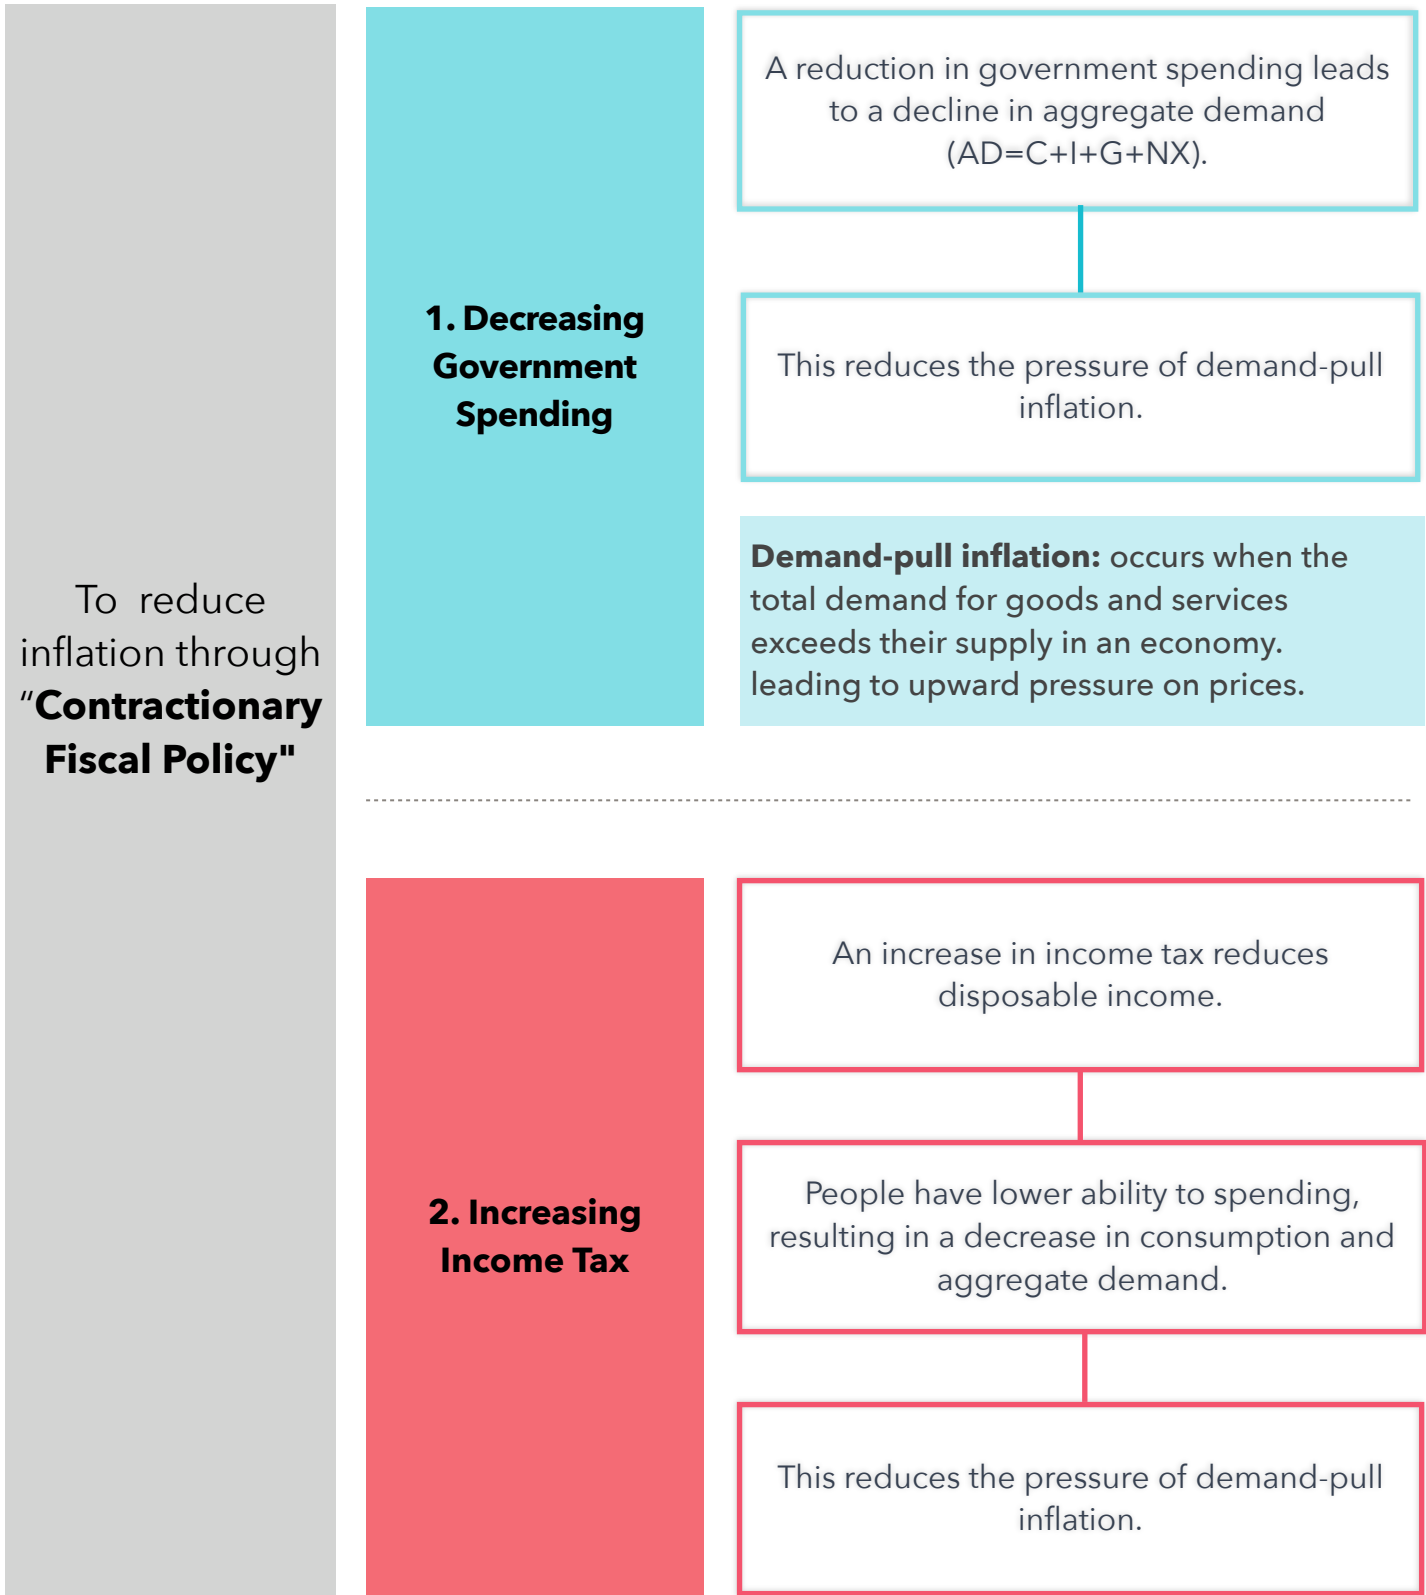 To  reduce
inflation through
“Contractionary
Fiscal Policy"
1. Decreasing
Government
Spending
A reduction in government spending leads
to a decline in aggregate demand
(AD=C+I+G+NX).
This reduces the pressure of demand-pull
inflation.
Demand-pull inflation: occurs when the
total demand for goods and services
exceeds their supply in an economy.
leading to upward pressure on prices.
2. Increasing
Income Tax
An increase in income tax reduces
disposable income.
People have lower ability to spending,
resulting in a decrease in consumption and
aggregate demand.
This reduces the pressure of demand-pull
inflation.